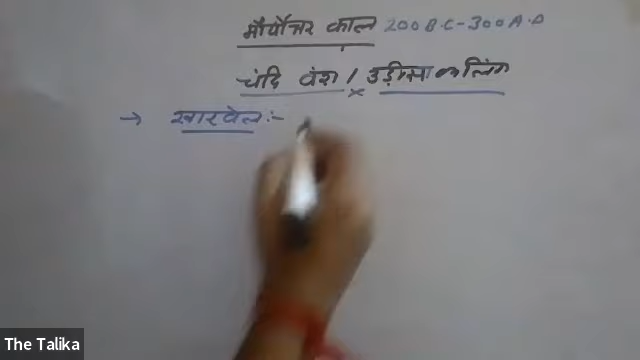 मौर्योत्तर काल 200 B.C - 300 A.D
चेदि वंश / उड़ीसा कलिंग
→ खारवेल :-
The Talika